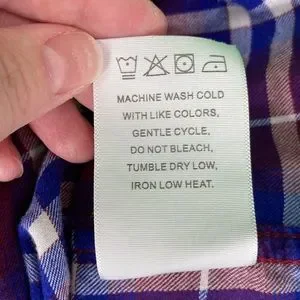 MACHINE WASH COLD
WITH LIKE COLORS,
GENTLE CYCLE,
DO NOT BLEACH,
TUMBLE DRY LOW,
IRON LOW HEAT.